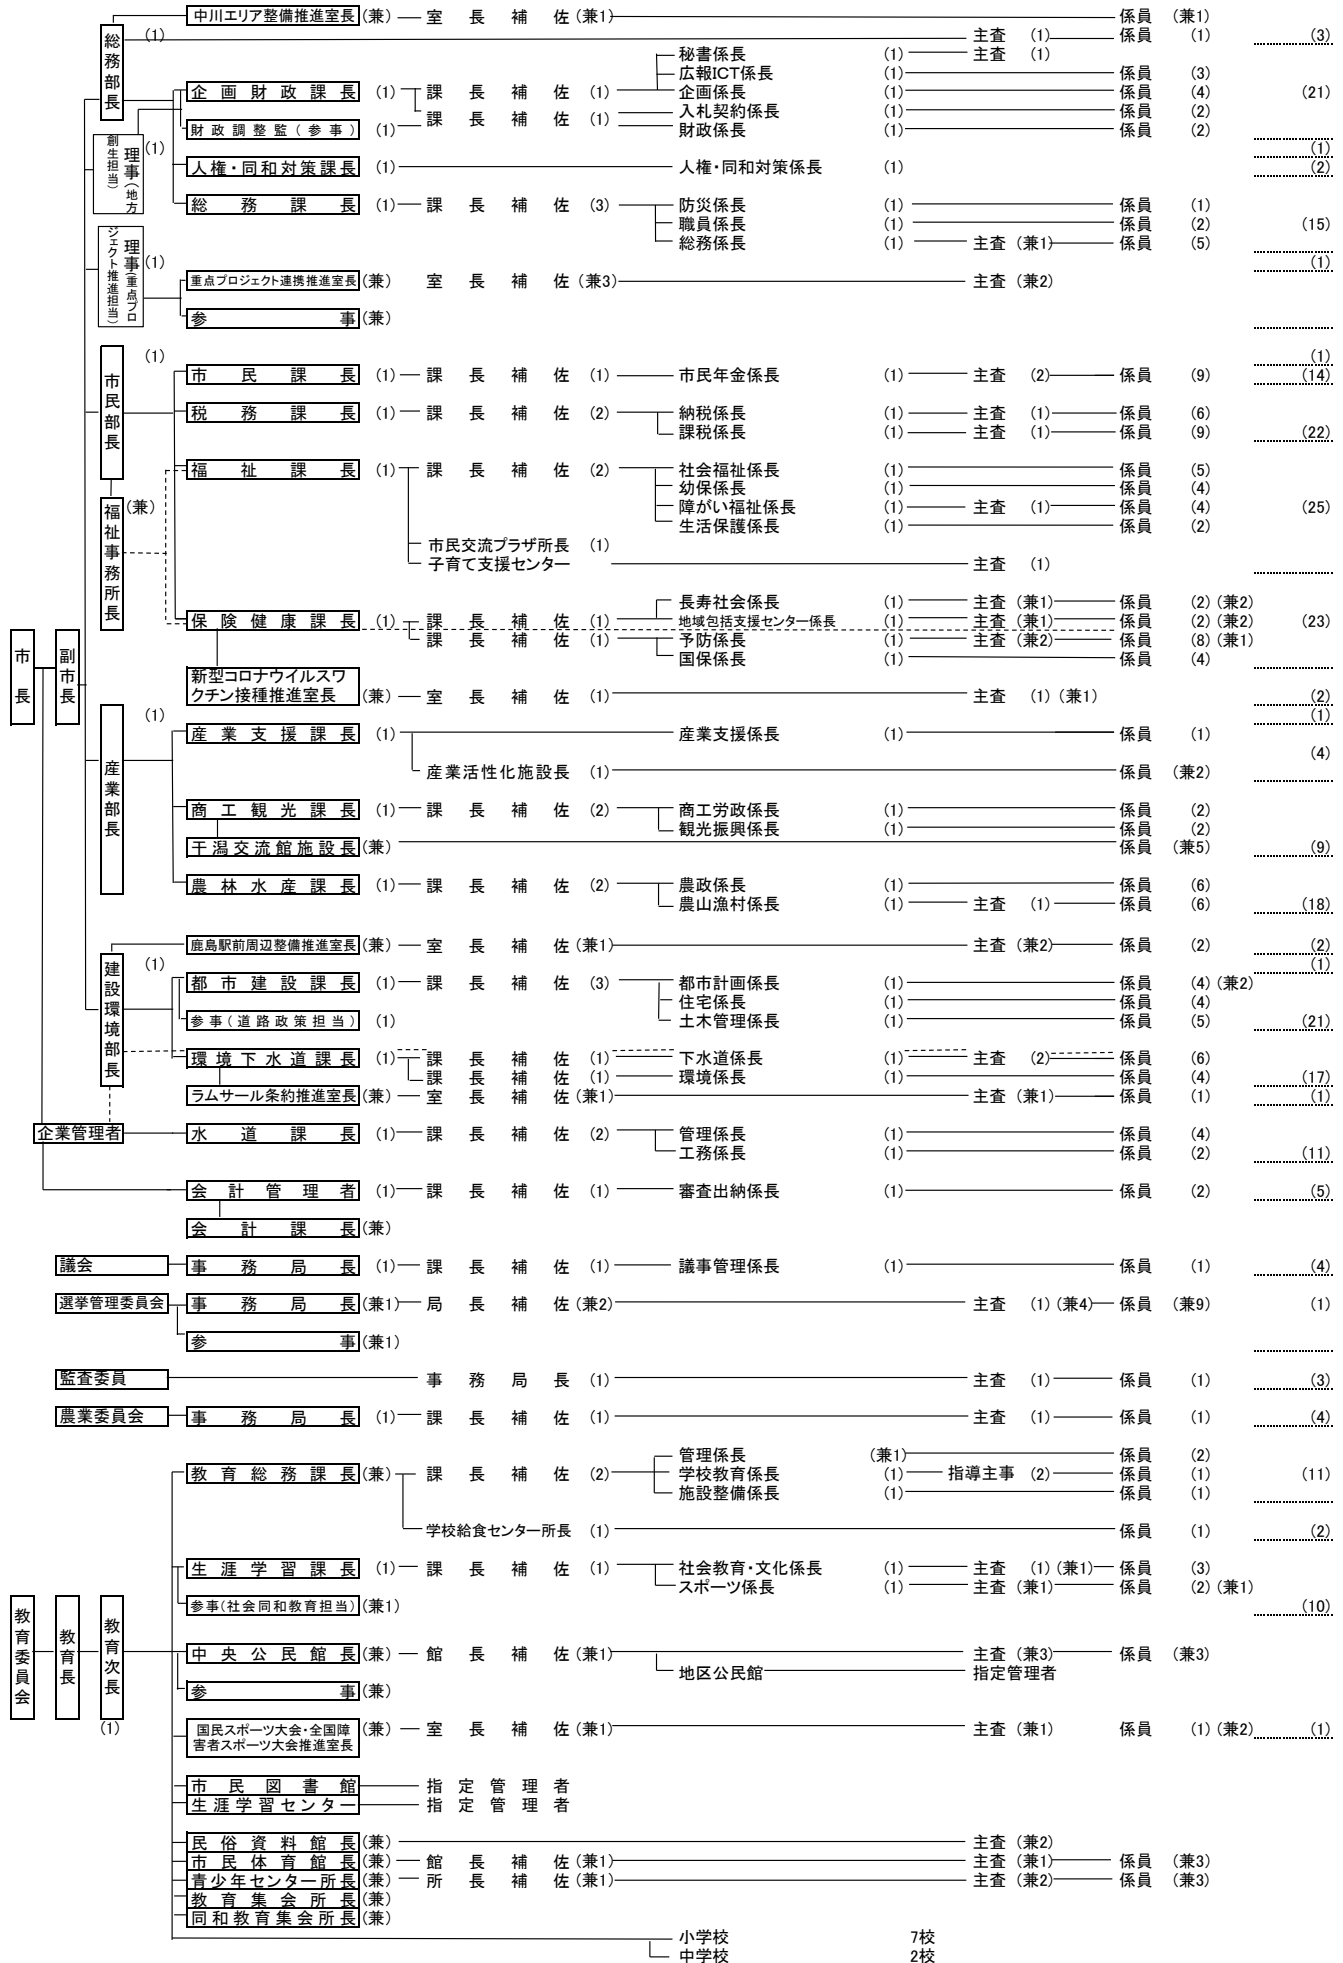 中川エリア整備推進室長 (兼) 室長補佐 (兼1) 係員 (兼1)
総務部長 (1) 主査 (1) 係員 (1) (3)
秘書係長 (1) 主査 (1)
広報ICT係長 (1) 係員 (3)
企画財政課長 (1) 課長補佐 (1) 企画係長 (1) 係員 (4) (21)
課長補佐 (1) 入札契約係長 (1) 係員 (2)
財政調整監(参事) (1) 財政係長 (1) 係員 (2)
理事(地方創生担当) (1) (1)
人権・同和対策課長 (1) 人権・同和対策係長 (1) (2)
総務課長 (1) 課長補佐 (3) 防災係長 (1) 係員 (1)
職員係長 (1) 係員 (2) (15)
総務係長 (1) 主査 (兼1) 係員 (5)
理事(重点プロジェクト推進担当) (1) (1)
重点プロジェクト連携推進室長 (兼) 室長補佐 (兼3) 主査 (兼2)
参事 (兼)
市民部長 (1) (1)
市民課長 (1) 課長補佐 (1) 市民年金係長 (1) 主査 (2) 係員 (9) (14)
税務課長 (1) 課長補佐 (2) 納税係長 (1) 主査 (1) 係員 (6)
課税係長 (1) 主査 (1) 係員 (9) (22)
福祉課長 (1) 課長補佐 (2) 社会福祉係長 (1) 係員 (5)
幼保係長 (1) 係員 (4)
福祉事務所長 (兼) 障がい福祉係長 (1) 主査 (1) 係員 (4) (25)
生活保護係長 (1) 係員 (2)
市民交流プラザ所長 (1)
子育て支援センター 主査 (1)
長寿社会係長 (1) 主査 (兼1) 係員 (2) (兼2)
保険健康課長 (1) 課長補佐 (1) 地域包括支援センター係長 (1) 主査 (兼1) 係員 (2) (兼2) (23)
課長補佐 (1) 予防係長 (1) 主査 (兼2) 係員 (8) (兼1)
国保係長 (1) 係員 (4)
市長 副市長
新型コロナウイルスワ
クチン接種推進室長 (兼) 室長補佐 (1) 主査 (1) (兼1) (2)
産業部長 (1) (1)
産業支援課長 (1) 産業支援係長 (1) 係員 (1)
(4)
産業活性化施設長 (1) 係員 (兼2)
商工観光課長 (1) 課長補佐 (2) 商工労政係長 (1) 係員 (2)
観光振興係長 (1) 係員 (2)
干潟交流館施設長 (兼) 係員 (兼5) (9)
農林水産課長 (1) 課長補佐 (2) 農政係長 (1) 係員 (6)
農山漁村係長 (1) 主査 (1) 係員 (6) (18)
鹿島駅前周辺整備推進室長 (兼) 室長補佐 (兼1) 主査 (兼2) 係員 (2) (2)
建設環境部長 (1) (1)
都市建設課長 (1) 課長補佐 (3) 都市計画係長 (1) 係員 (4) (兼2)
住宅係長 (1) 係員 (4)
参事(道路政策担当) (1) 土木管理係長 (1) 係員 (5) (21)
環境下水道課長 (1) 課長補佐 (1) 下水道係長 (1) 主査 (2) 係員 (6)
課長補佐 (1) 環境係長 (1) 係員 (4) (17)
ラムサール条約推進室長 (兼) 室長補佐 (兼1) 主査 (兼1) 係員 (1) (1)
企業管理者 水道課長 (1) 課長補佐 (2) 管理係長 (1) 係員 (4)
工務係長 (1) 係員 (2) (11)
会計管理者 (1) 課長補佐 (1) 審査出納係長 (1) 係員 (2) (5)
会計課長 (兼)
議会 事務局長 (1) 課長補佐 (1) 議事管理係長 (1) 係員 (1) (4)
選挙管理委員会 事務局長 (兼1) 局長補佐 (兼2) 主査 (1) (兼4) 係員 (兼9) (1)
参事 (兼1)
監査委員 事務局長 (1) 主査 (1) 係員 (1) (3)
農業委員会 事務局長 (1) 課長補佐 (1) 主査 (1) 係員 (1) (4)
管理係長 (兼1) 係員 (2)
教育総務課長 (兼) 課長補佐 (2) 学校教育係長 (1) 指導主事 (2) 係員 (1) (11)
施設整備係長 (1) 係員 (1)
学校給食センター所長 (1) 係員 (1) (2)
生涯学習課長 (1) 課長補佐 (1) 社会教育・文化係長 (1) 主査 (1) (兼1) 係員 (3)
スポーツ係長 (1) 主査 (兼1) 係員 (2) (兼1)
参事(社会同和教育担当) (兼1) (10)
教育委員会 教育長 教育次長 (1)
中央公民館長 (兼) 館長補佐 (兼1) 主査 (兼3) 係員 (兼3)
地区公民館 指定管理者
参事 (兼)
国民スポーツ大会・全国障
害者スポーツ大会推進室長 (兼) 室長補佐 (兼1) 主査 (兼1) 係員 (1) (兼2) (1)
市民図書館 指定管理者
生涯学習センター 指定管理者
民俗資料館長 (兼) 主査 (兼2)
市民体育館長 (兼) 館長補佐 (兼1) 主査 (兼1) 係員 (兼3)
青少年センター所長 (兼) 所長補佐 (兼1) 主査 (兼2) 係員 (兼3)
教育集会所長 (兼)
同和教育集会所長 (兼)
小学校 7校
中学校 2校